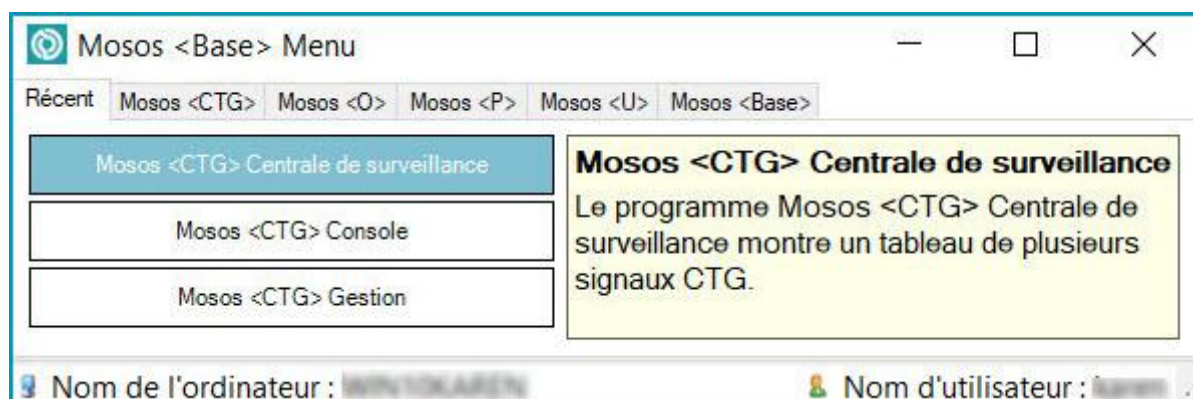 Mosos <Base> Menu
Récent Mosos <CTG> Mosos <O> Mosos <P> Mosos <U> Mosos <Base>
Mosos <CTG> Centrale de surveillance
Mosos <CTG> Console
Mosos <CTG> Gestion
Mosos <CTG> Centrale de surveillance
Le programme Mosos <CTG> Centrale de
surveillance montre un tableau de plusieurs
signaux CTG.
Nom de l'ordinateur :
Nom d'utilisateur :